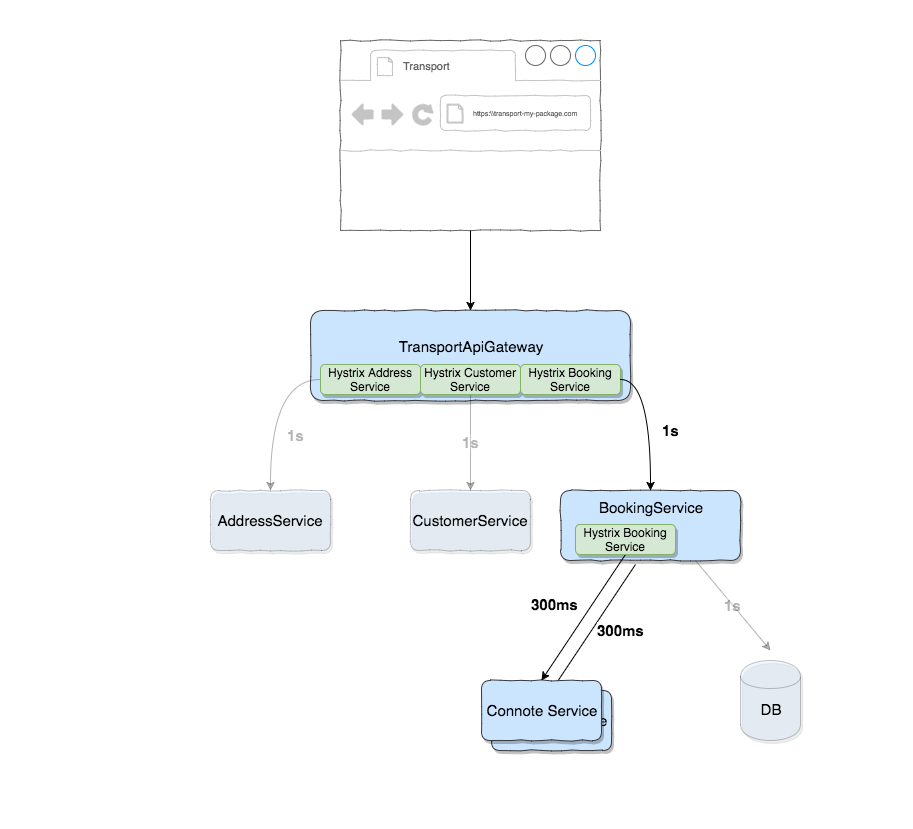 Transport
https://transport-my-package.com
TransportApiGateway
Hystrix Address
Service
Hystrix Customer
Service
Hystrix Booking
Service
1s
1s
1s
AddressService
CustomerService
BookingService
Hystrix Booking
Service
300ms
300ms
1s
Connote Service
e
DB